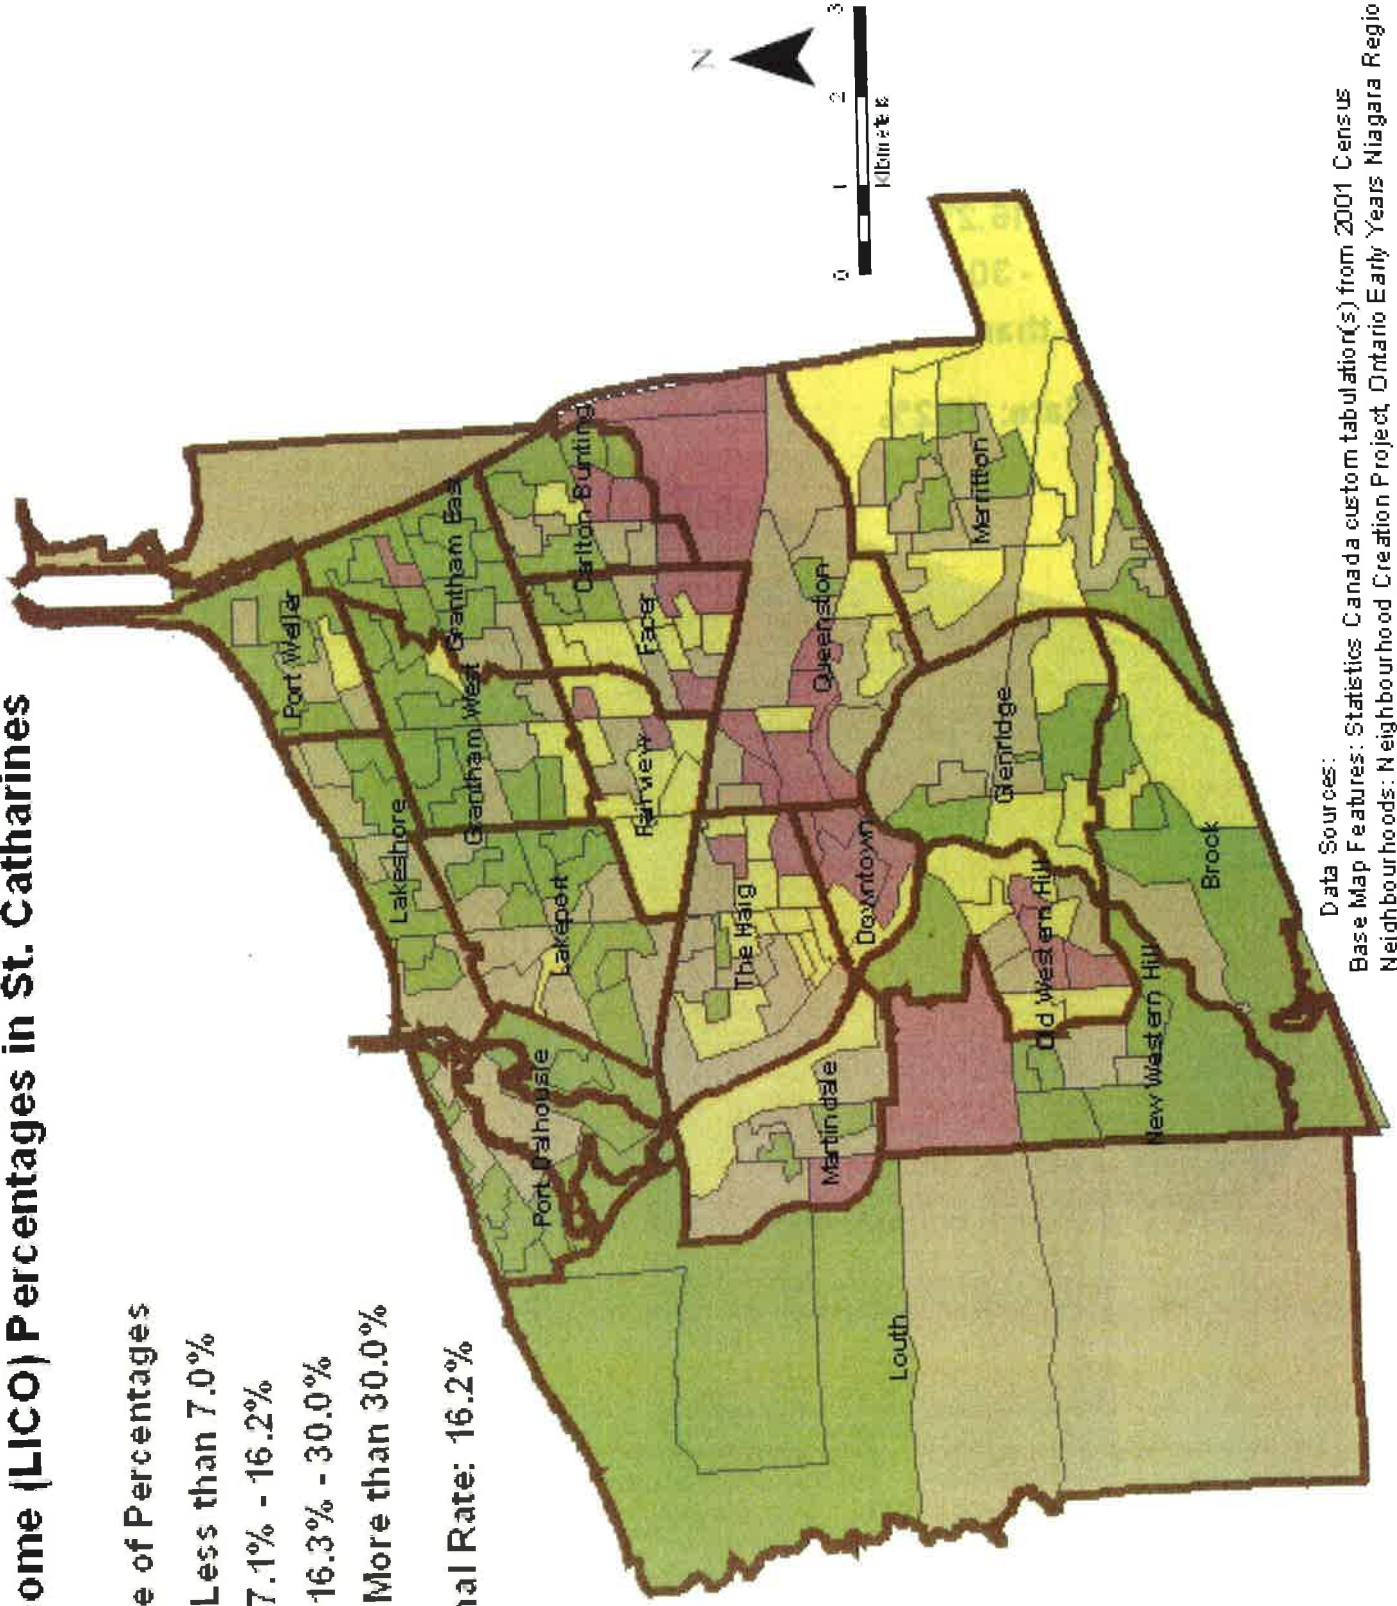 ome (LICO) Percentages in St. Catharines
e of Percentages
Less than 7.0%
7.1% - 16.2%
16.3% - 30.0%
More than 30.0%
nal Rate: 16.2%
N
0 1 2 3
Kilometers
Port Weller
Lakeshore
Grantham East
Grantham West
Carlton Bunting
Lakeport
Facer
Fairview
Port Dalhousie
Queenston
The Haig
Downtown
Merritton
Martindale
Glenridge
Old Western Hill
New Western Hill
Louth
Brock
Data Sources:
Base Map Features: Statistics Canada custom tabulation(s) from 2001 Census
Neighbourhoods: Neighbourhood Creation Project, Ontario Early Years Niagara Regio